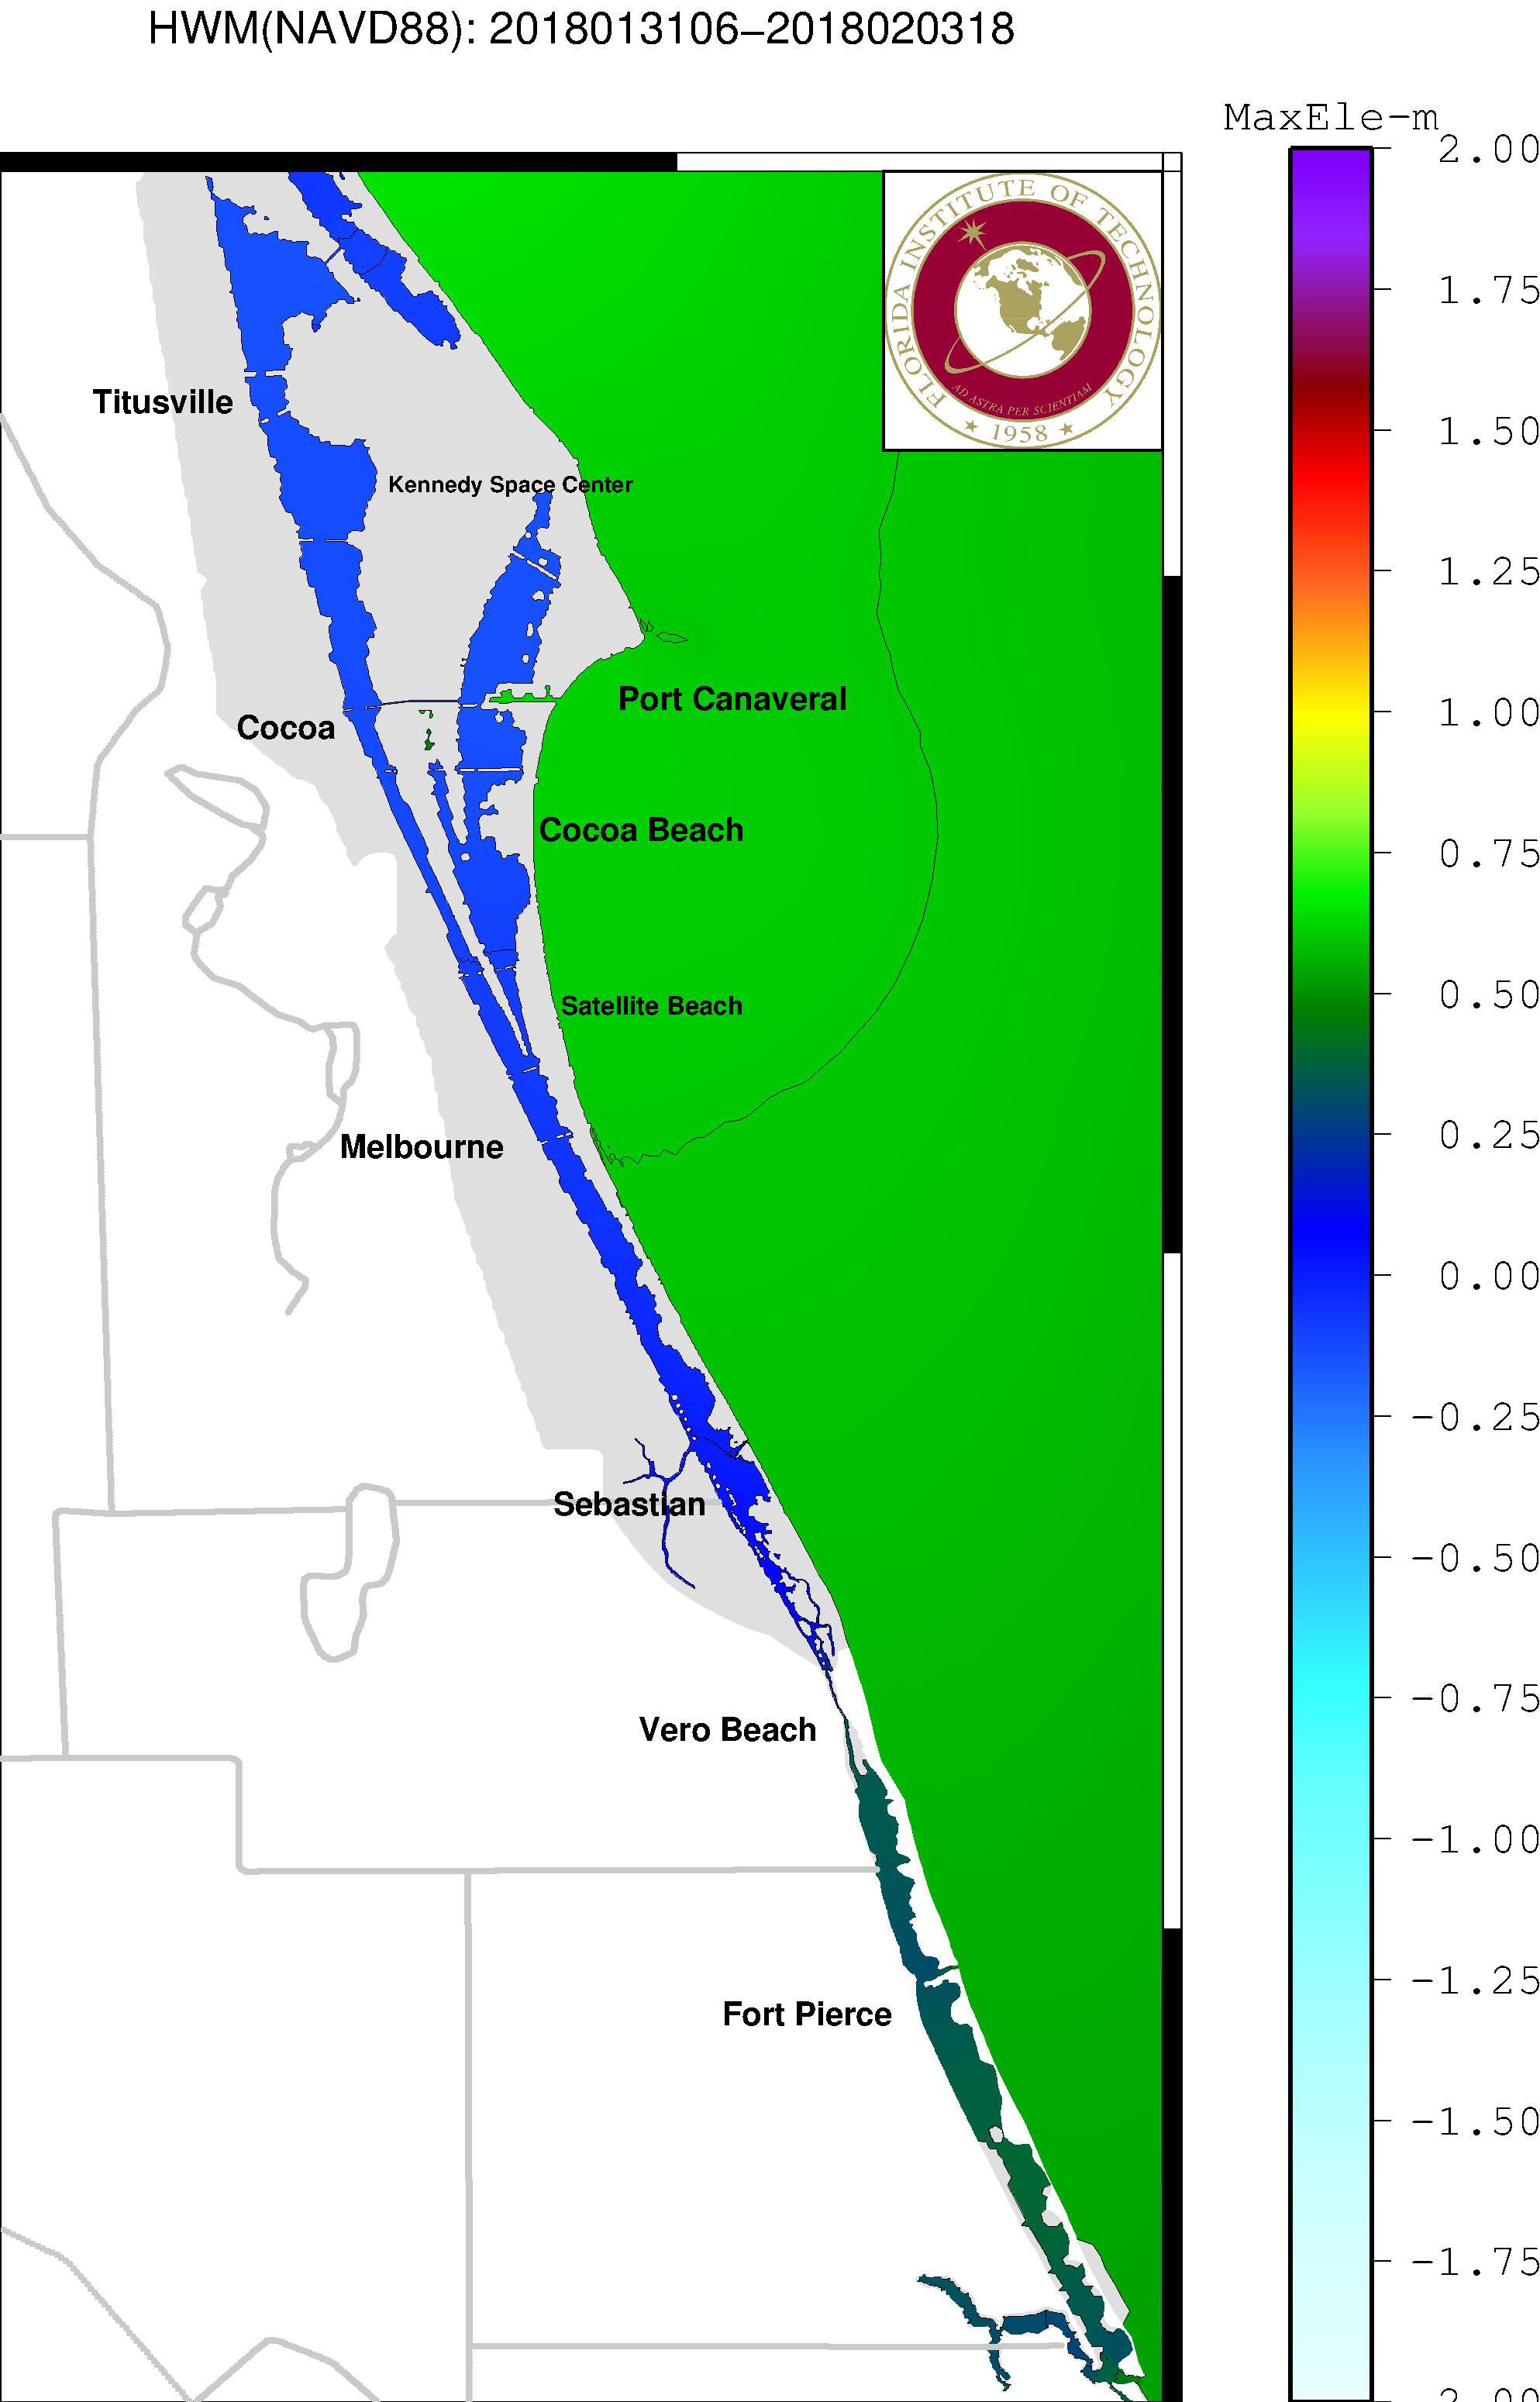 HWM(NAVD88): 2018013106−2018020318
MaxEle-m
2.00
1.75
1.50
1.25
1.00
0.75
0.50
0.25
0.00
-0.25
-0.50
-0.75
-1.00
-1.25
-1.50
-1.75
-2.00
FLORIDA INSTITUTE OF TECHNOLOGY
AD ASTRA PER SCIENTIAM
1958
Titusville
Kennedy Space Center
Port Canaveral
Cocoa
Cocoa Beach
Satellite Beach
Melbourne
Sebastian
Vero Beach
Fort Pierce